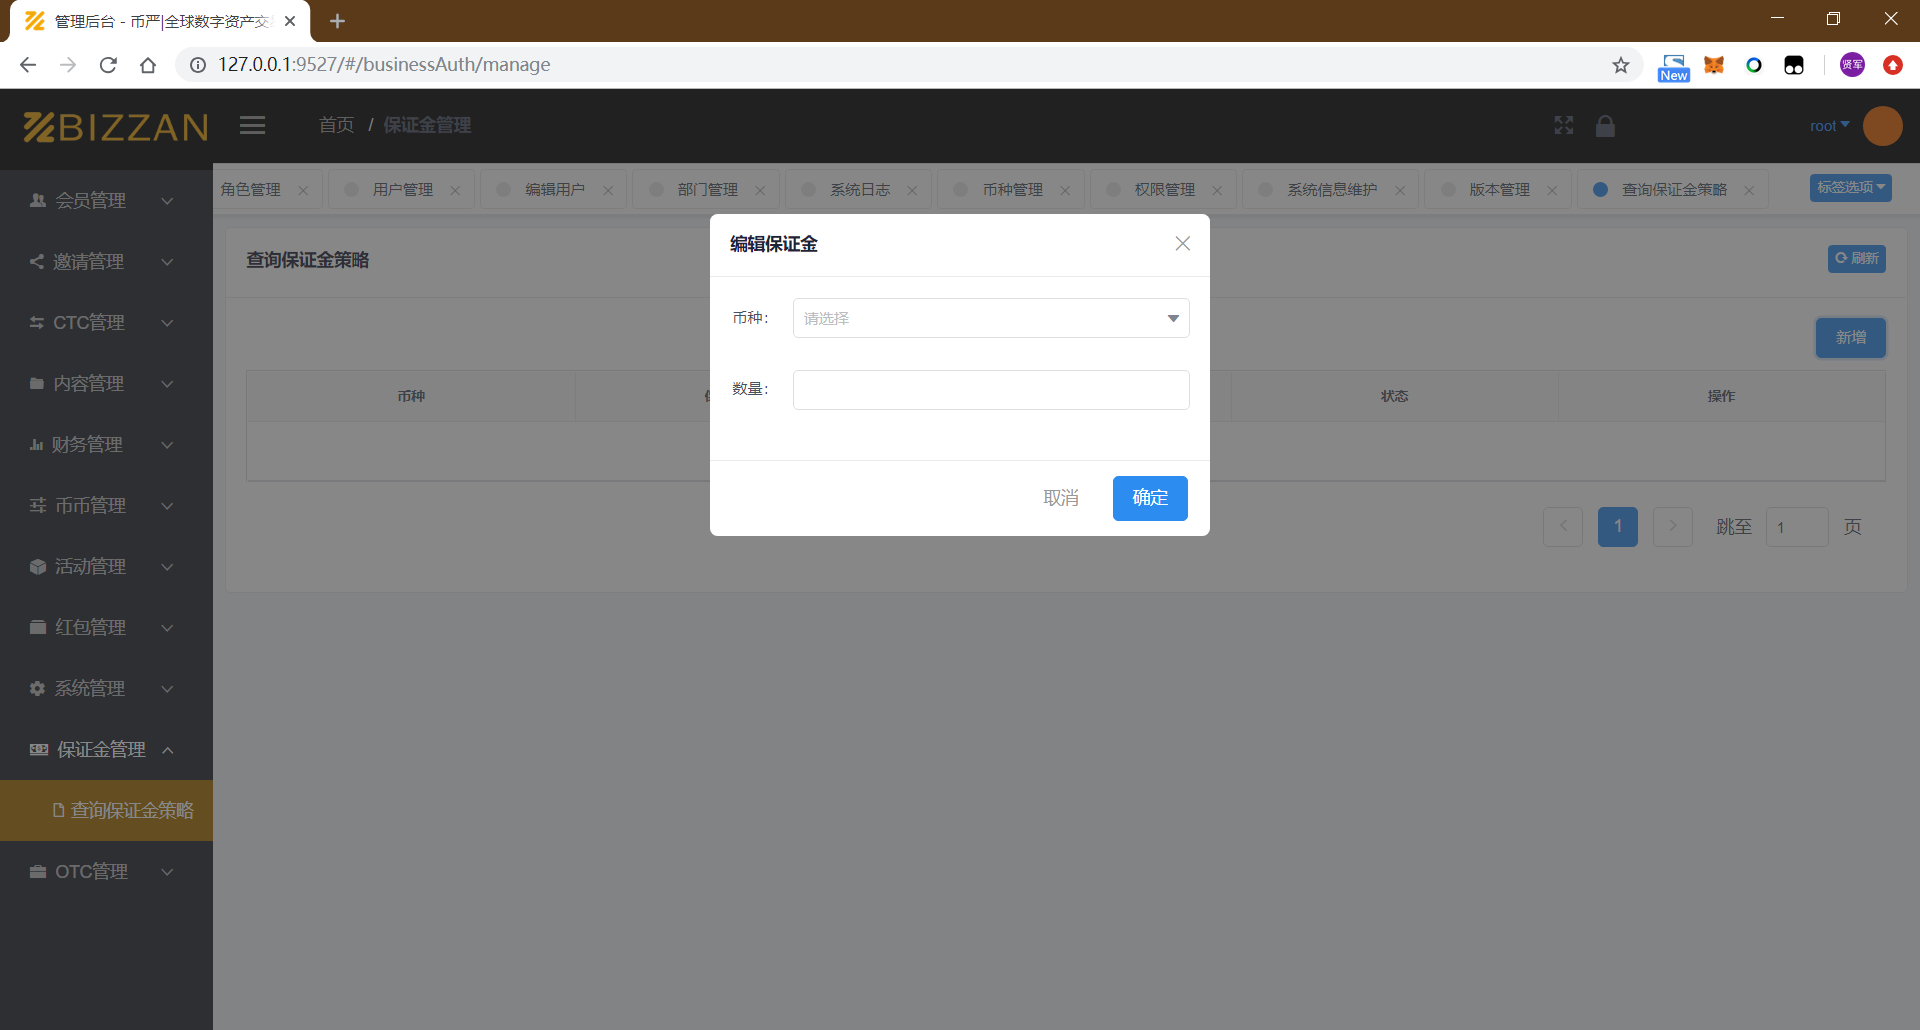 管理后台 - 币严|全球数字资产交
127.0.0.1:9527/#/businessAuth/manage
New
贤军
BIZZAN
首页 / 保证金管理
root
角色管理
用户管理
编辑用户
部门管理
系统日志
币种管理
权限管理
系统信息维护
版本管理
查询保证金策略
标签选项
会员管理
邀请管理
CTC管理
内容管理
财务管理
币币管理
活动管理
红包管理
系统管理
保证金管理
查询保证金策略
OTC管理
查询保证金策略
刷新
新增
币种
状态
操作
1
跳至 1 页
编辑保证金
币种：
请选择
数量：
取消
确定